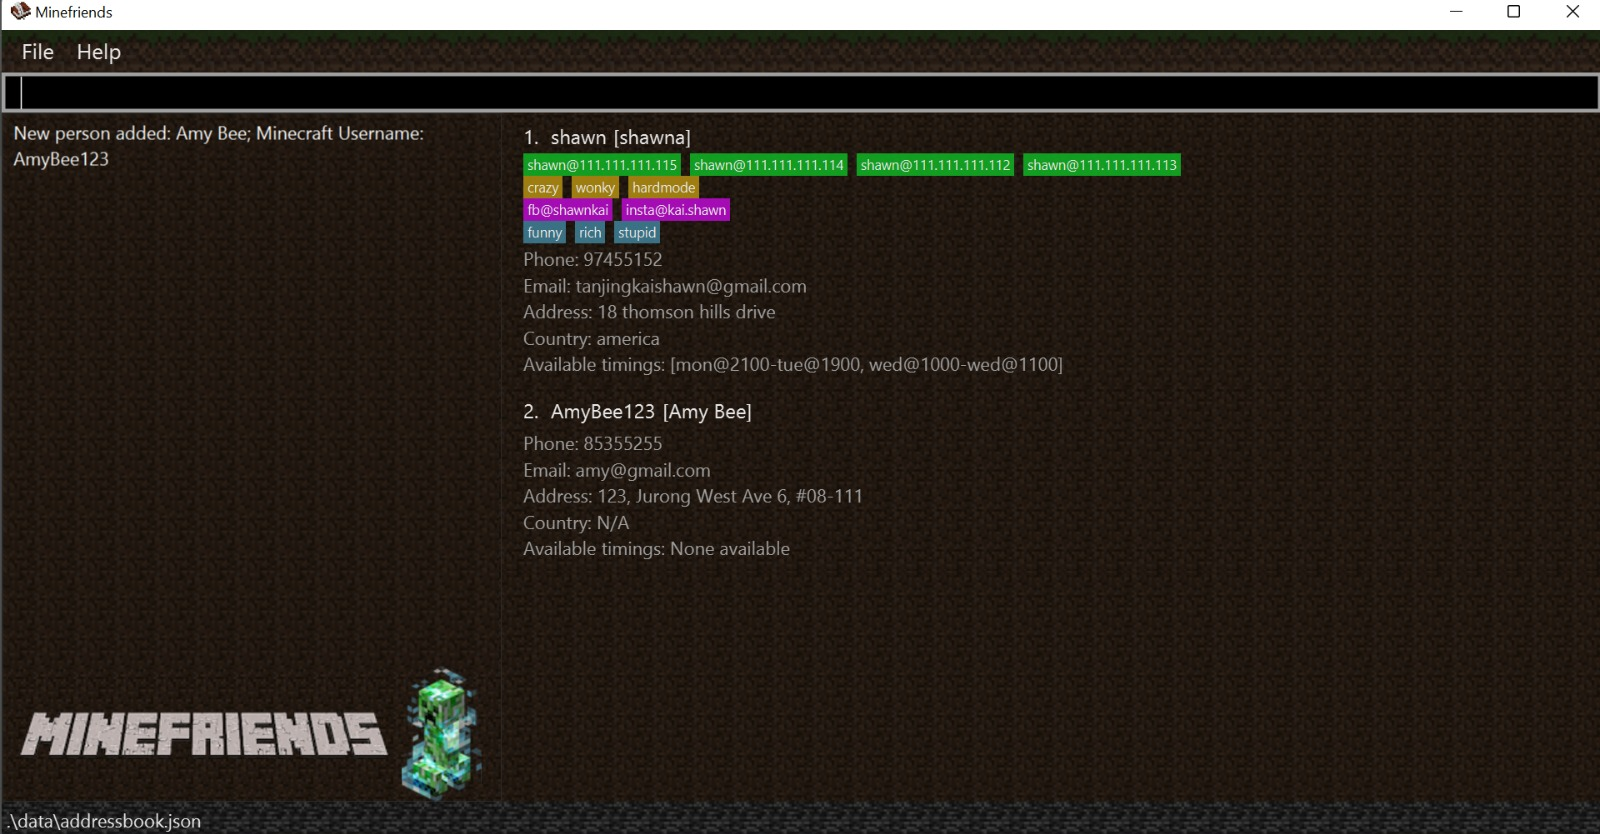 Minefriends
File Help
New person added: Amy Bee; Minecraft Username:
AmyBee123
1. shawn [shawna]
shawn@111.111.111.115 shawn@111.111.111.114 shawn@111.111.111.112 shawn@111.111.111.113
crazy wonky hardmode
fb@shawnkai insta@kai.shawn
funny rich stupid
Phone: 97455152
Email: tanjingkaishawn@gmail.com
Address: 18 thomson hills drive
Country: america
Available timings: [mon@2100-tue@1900, wed@1000-wed@1100]
2. AmyBee123 [Amy Bee]
Phone: 85355255
Email: amy@gmail.com
Address: 123, Jurong West Ave 6, #08-111
Country: N/A
Available timings: None available
MINEFRIENDS
.\data\addressbook.json